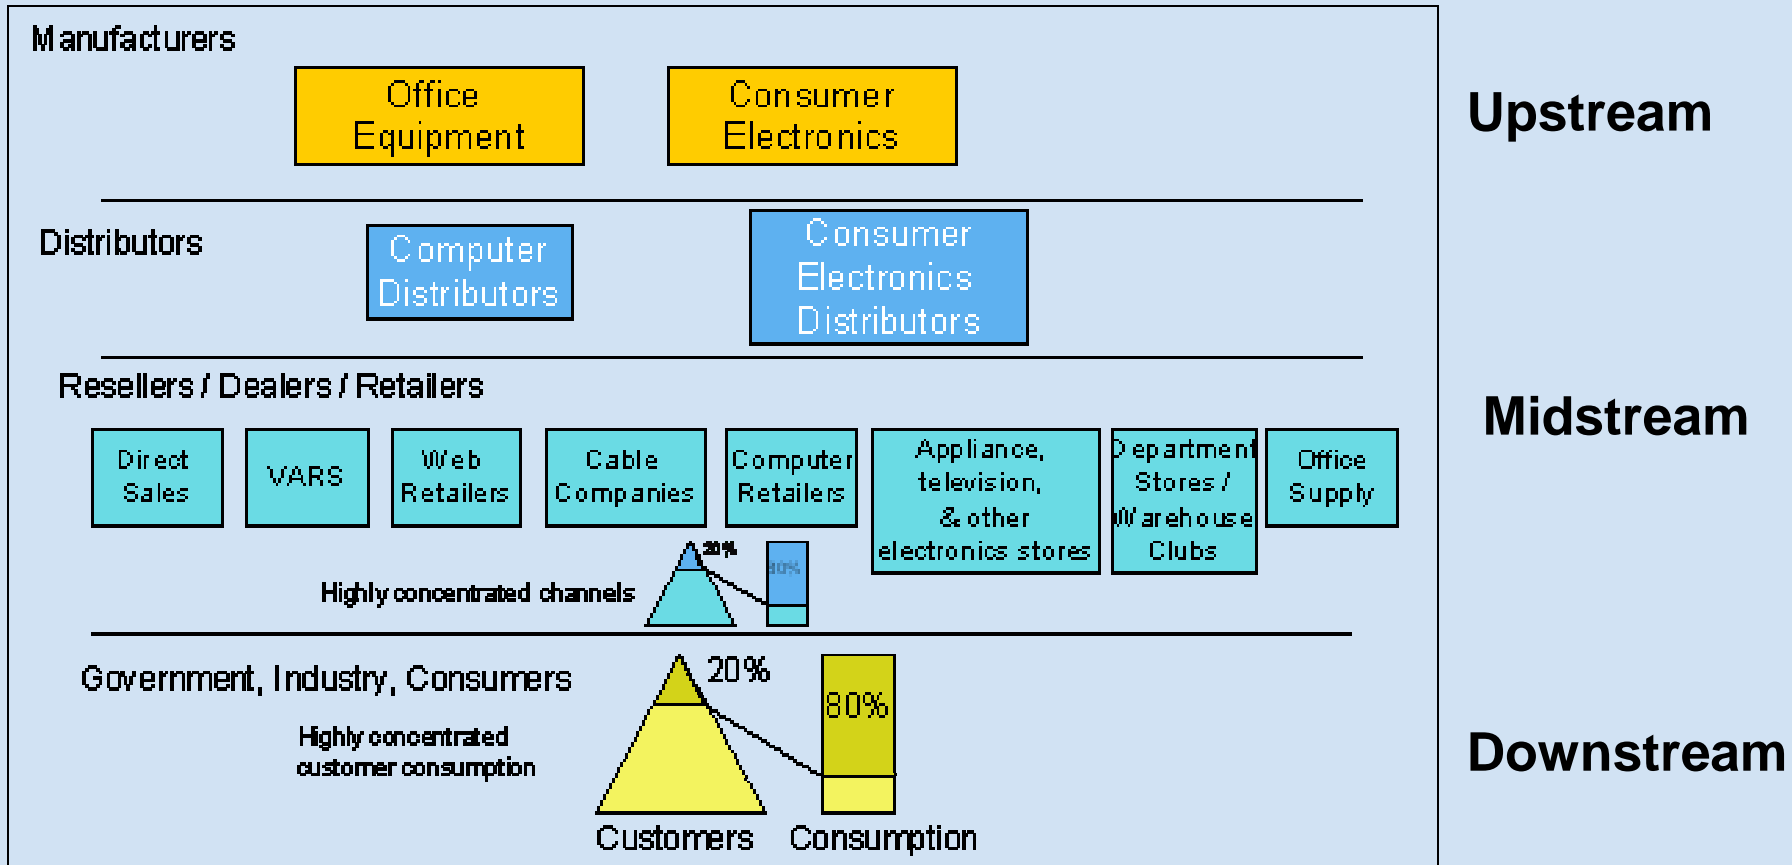 Manufacturers
Office
Equipment
Consumer
Electronics
Upstream
Distributors
Computer
Distributors
Consumer
Electronics
Distributors
Resellers / Dealers / Retailers
Midstream
Direct
Sales
VARS
Web
Retailers
Cable
Companies
Computer
Retailers
Appliance,
television,
& other
electronics stores
Department
Stores /
Warehouse
Clubs
Office
Supply
20%
80%
Highly concentrated channels
Government, Industry, Consumers
20%
80%
Highly concentrated
customer consumption
Downstream
Customers
Consumption